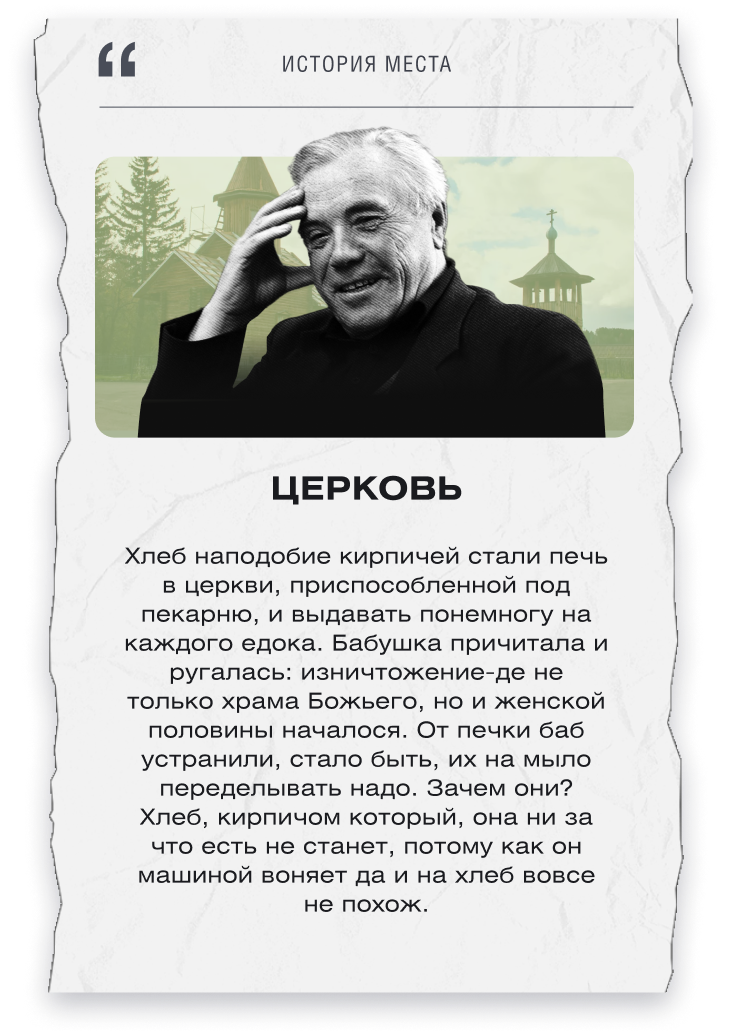 “
ИСТОРИЯ МЕСТА
ЦЕРКОВЬ
Хлеб наподобие кирпичей стали печь
в церкви, приспособленной под
пекарню, и выдавать понемногу на
каждого едока. Бабушка причитала и
ругалась: изничтожение-де не
только храма Божьего, но и женской
половины началося. От печки баб
устранили, стало быть, их на мыло
переделывать надо. Зачем они?
Хлеб, кирпичом который, она ни за
что есть не станет, потому как он
машиной воняет да и на хлеб вовсе
не похож.